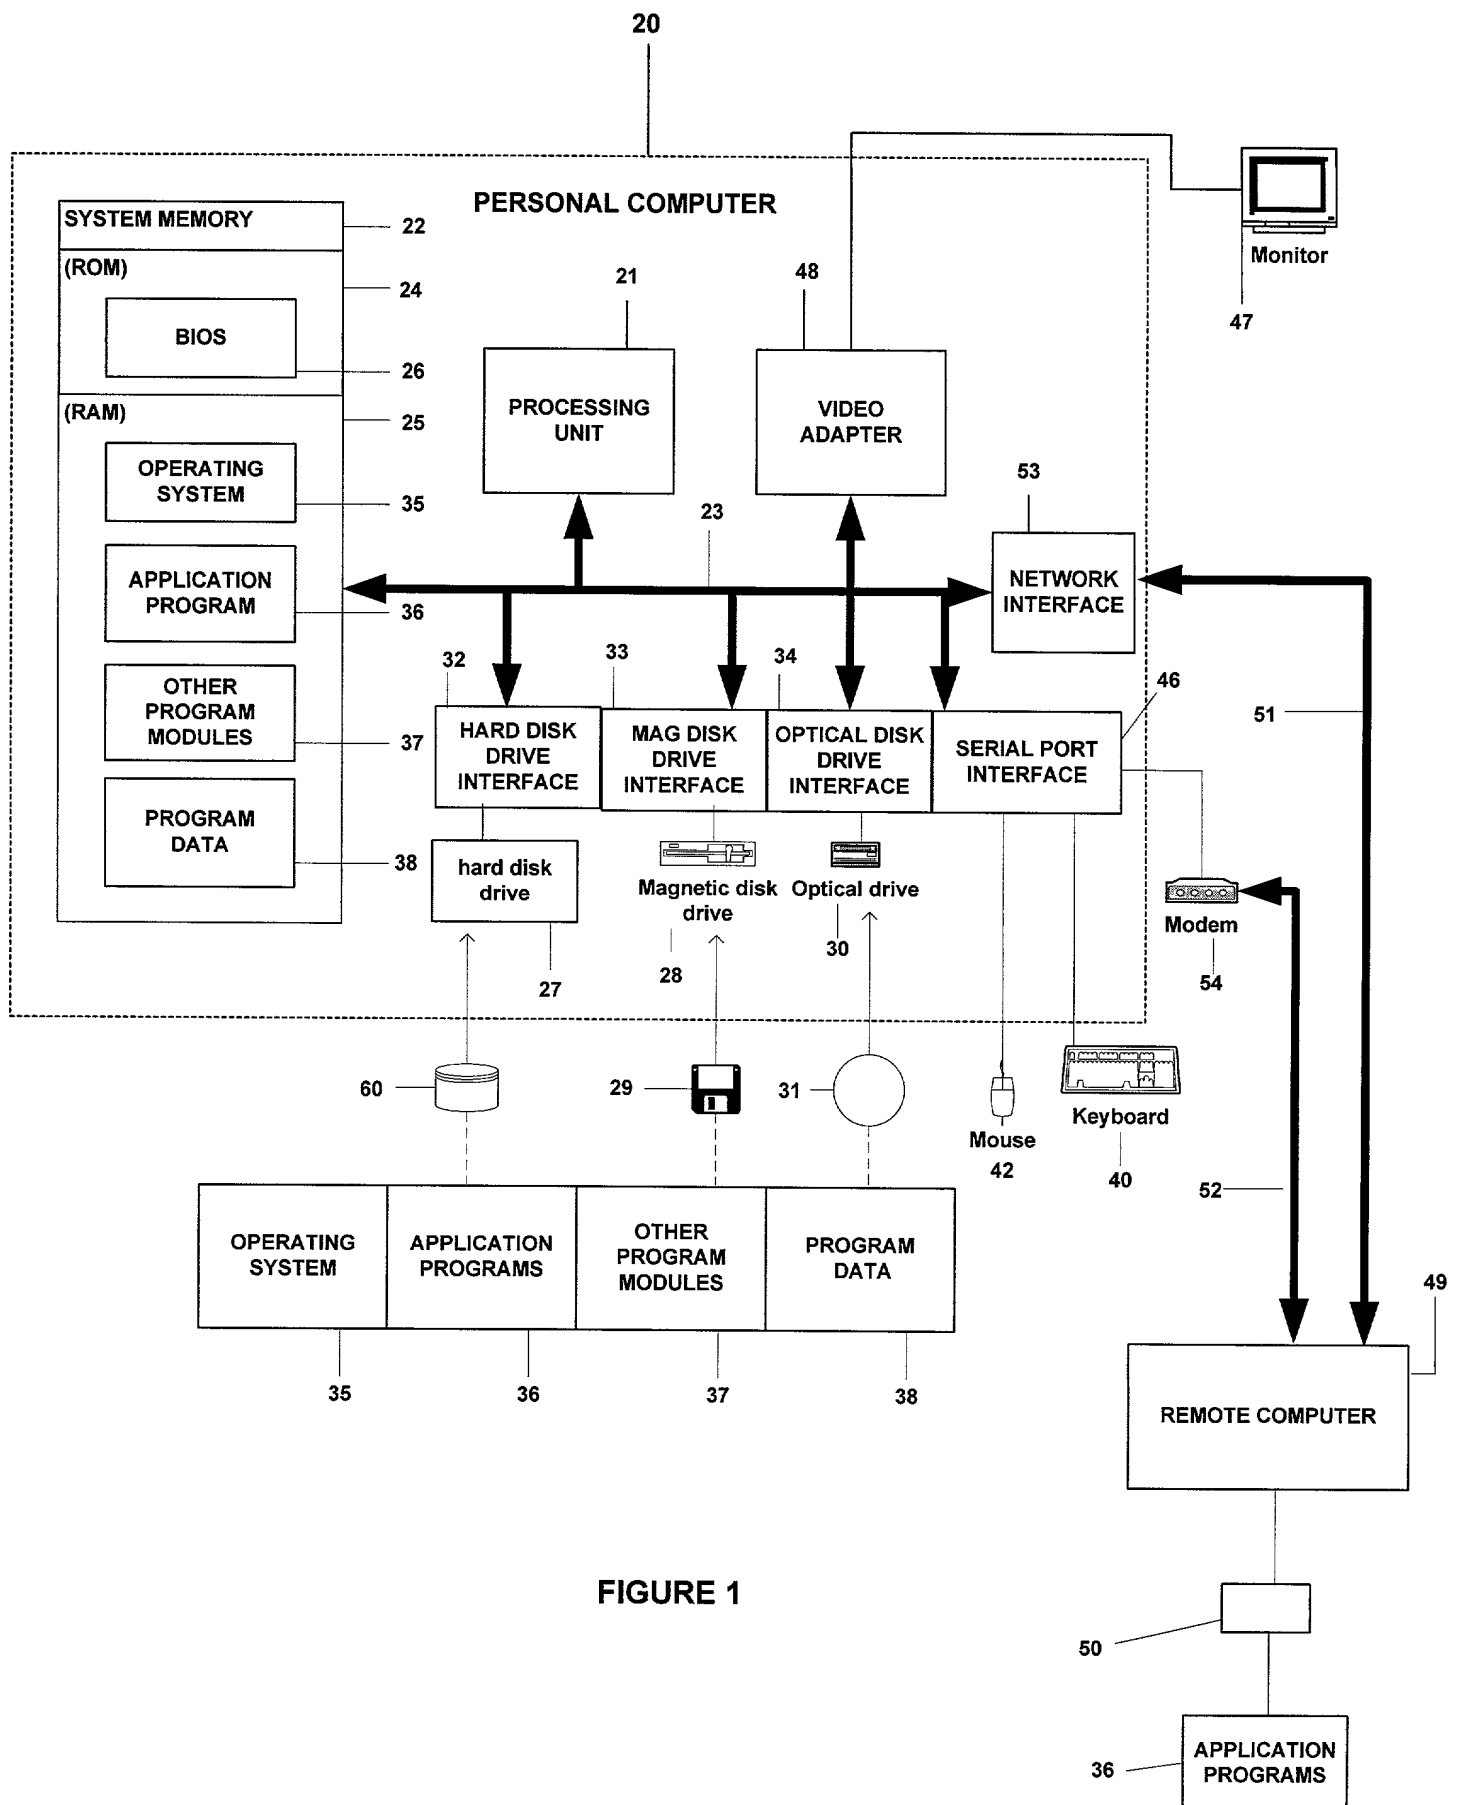 20
PERSONAL COMPUTER
SYSTEM MEMORY
22
(ROM)
24
BIOS
26
(RAM)
25
OPERATING
SYSTEM
35
APPLICATION
PROGRAM
36
OTHER
PROGRAM
MODULES
37
PROGRAM
DATA
38
21
PROCESSING
UNIT
48
VIDEO
ADAPTER
Monitor
47
23
53
NETWORK
INTERFACE
32
HARD DISK
DRIVE
INTERFACE
33
MAG DISK
DRIVE
INTERFACE
34
OPTICAL DISK
DRIVE
INTERFACE
46
SERIAL PORT
INTERFACE
51
hard disk
drive
27
Magnetic disk
drive
28
Optical drive
30
Modem
54
60
29
31
Mouse
42
Keyboard
40
52
OPERATING
SYSTEM
35
APPLICATION
PROGRAMS
36
OTHER
PROGRAM
MODULES
37
PROGRAM
DATA
38
49
REMOTE COMPUTER
FIGURE 1
50
36
APPLICATION
PROGRAMS